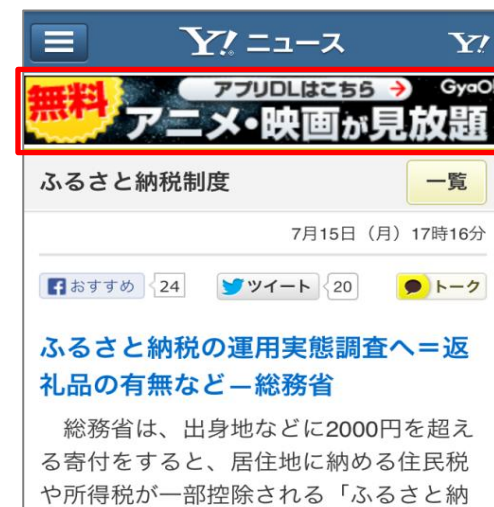 Y! ニュース Y!
無料 アプリDLはこちら GyaO!
アニメ・映画が見放題
ふるさと納税制度 一覧
7月15日（月）17時16分
おすすめ 24 ツイート 20 トーク
ふるさと納税の運用実態調査へ＝返
礼品の有無など―総務省
総務省は、出身地などに2000円を超え
る寄付をすると、居住地に納める住民税
や所得税が一部控除される「ふるさと納